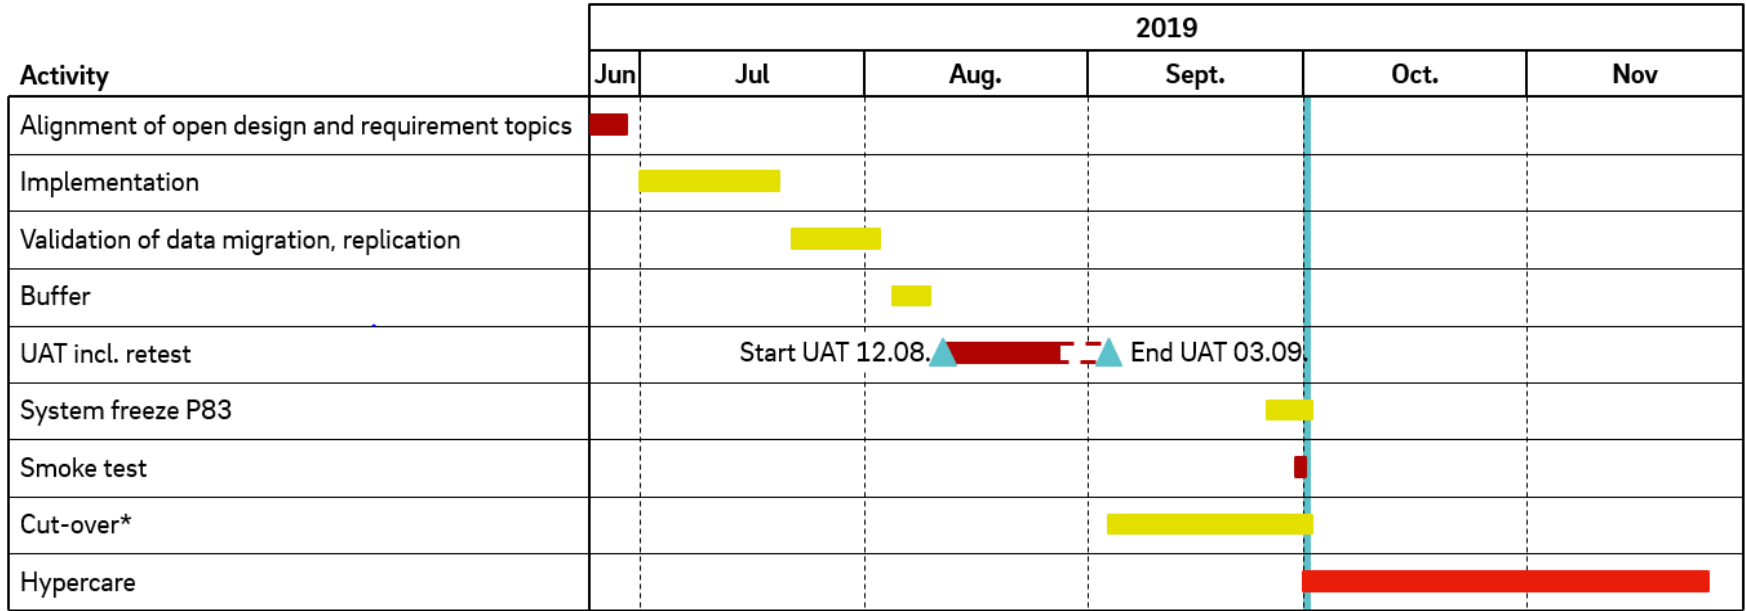 2019
Activity Jun Jul Aug. Sept. Oct. Nov
Alignment of open design and requirement topics
Implementation
Validation of data migration, replication
Buffer
UAT incl. retest Start UAT 12.08. End UAT 03.09.
System freeze P83
Smoke test
Cut-over*
Hypercare